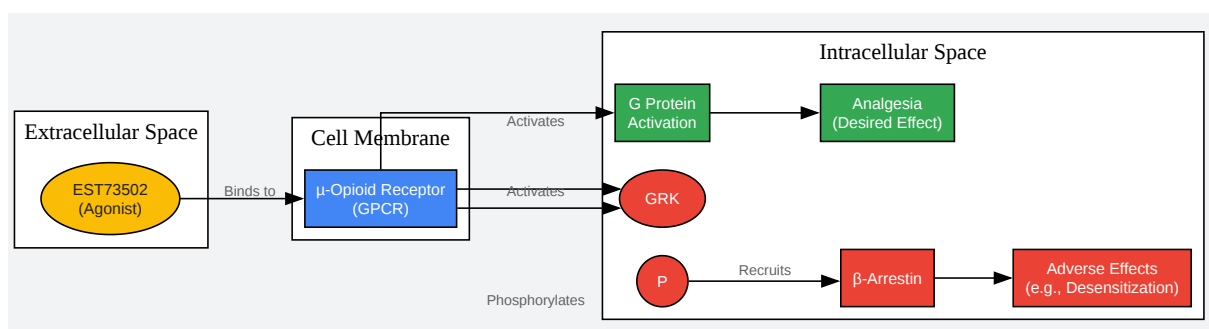 Extracellular Space
EST73502
(Agonist)
Binds to
Cell Membrane
µ-Opioid Receptor
(GPCR)
Activates
Activates
Phosphorylates
Intracellular Space
G Protein
Activation
Analgesia
(Desired Effect)
GRK
P
Recruits
β-Arrestin
Adverse Effects
(e.g., Desensitization)